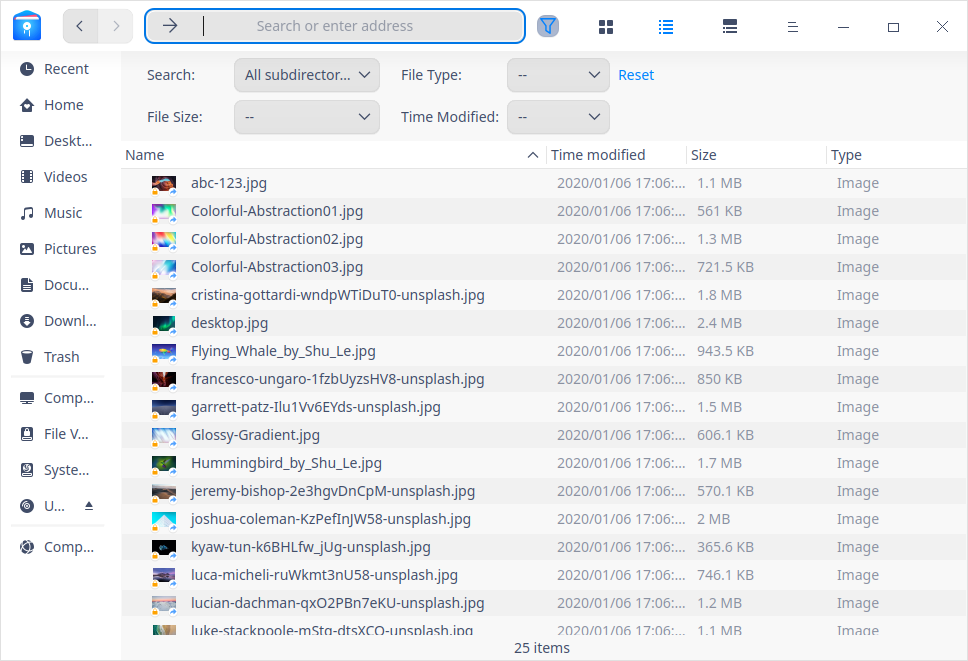 Search or enter address
Recent
Home
Deskt...
Videos
Music
Pictures
Docu...
Downl...
Trash
Comp...
File V...
Syste...
U...
Comp...
Search: All subdirector... File Type: -- Reset
File Size: -- Time Modified: --
Name Time modified Size Type
abc-123.jpg 2020/01/06 17:06:... 1.1 MB Image
Colorful-Abstraction01.jpg 2020/01/06 17:06:... 561 KB Image
Colorful-Abstraction02.jpg 2020/01/06 17:06:... 1.3 MB Image
Colorful-Abstraction03.jpg 2020/01/06 17:06:... 721.5 KB Image
cristina-gottardi-wndpWTiDuT0-unsplash.jpg 2020/01/06 17:06:... 1.8 MB Image
desktop.jpg 2020/01/06 17:06:... 2.4 MB Image
Flying_Whale_by_Shu_Le.jpg 2020/01/06 17:06:... 943.5 KB Image
francesco-ungaro-1fzbUyzsHV8-unsplash.jpg 2020/01/06 17:06:... 850 KB Image
garrett-patz-Ilu1Vv6EYds-unsplash.jpg 2020/01/06 17:06:... 1.5 MB Image
Glossy-Gradient.jpg 2020/01/06 17:06:... 606.1 KB Image
Hummingbird_by_Shu_Le.jpg 2020/01/06 17:06:... 1.7 MB Image
jeremy-bishop-2e3hgvDnCpM-unsplash.jpg 2020/01/06 17:06:... 570.1 KB Image
joshua-coleman-KzPefInJW58-unsplash.jpg 2020/01/06 17:06:... 2 MB Image
kyaw-tun-k6BHLfw_jUg-unsplash.jpg 2020/01/06 17:06:... 365.6 KB Image
luca-micheli-ruWkmt3nU58-unsplash.jpg 2020/01/06 17:06:... 746.1 KB Image
lucian-dachman-qxO2PBn7eKU-unsplash.jpg 2020/01/06 17:06:... 1.2 MB Image
luke-stackpoole-mStg-dtsXCO-unsplash.jpg 2020/01/06 17:06:... 1.1 MB Image
25 items